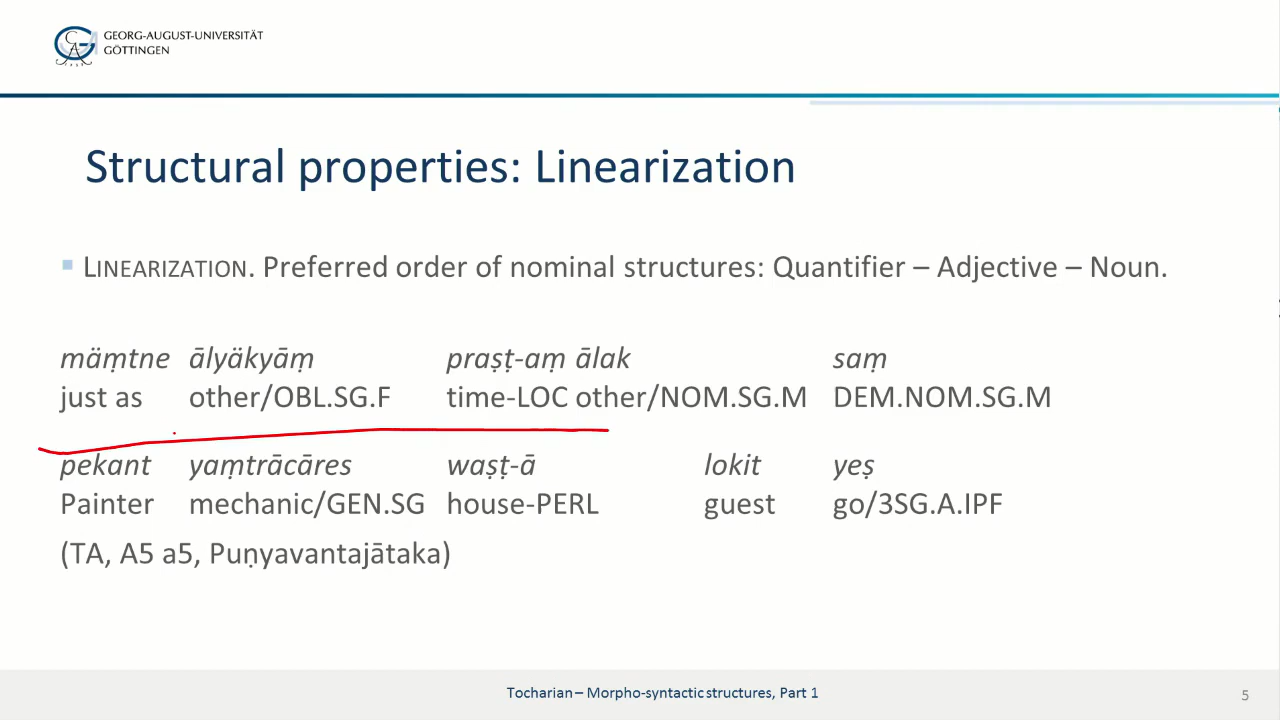 GEORG-AUGUST-UNIVERSITÄT
GÖTTINGEN
Structural properties: Linearization
LINEARIZATION. Preferred order of nominal structures: Quantifier – Adjective – Noun.
mäṃtne ālyäkyāṃ praṣṭ-aṃ ālak saṃ
just as other/OBL.SG.F time-LOC other/NOM.SG.M DEM.NOM.SG.M
pekant yaṃtrācāres waṣṭ-ā lokit yeṣ
Painter mechanic/GEN.SG house-PERL guest go/3SG.A.IPF
(TA, A5 a5, Puṇyavantajātaka)
Tocharian – Morpho-syntactic structures, Part 1
5